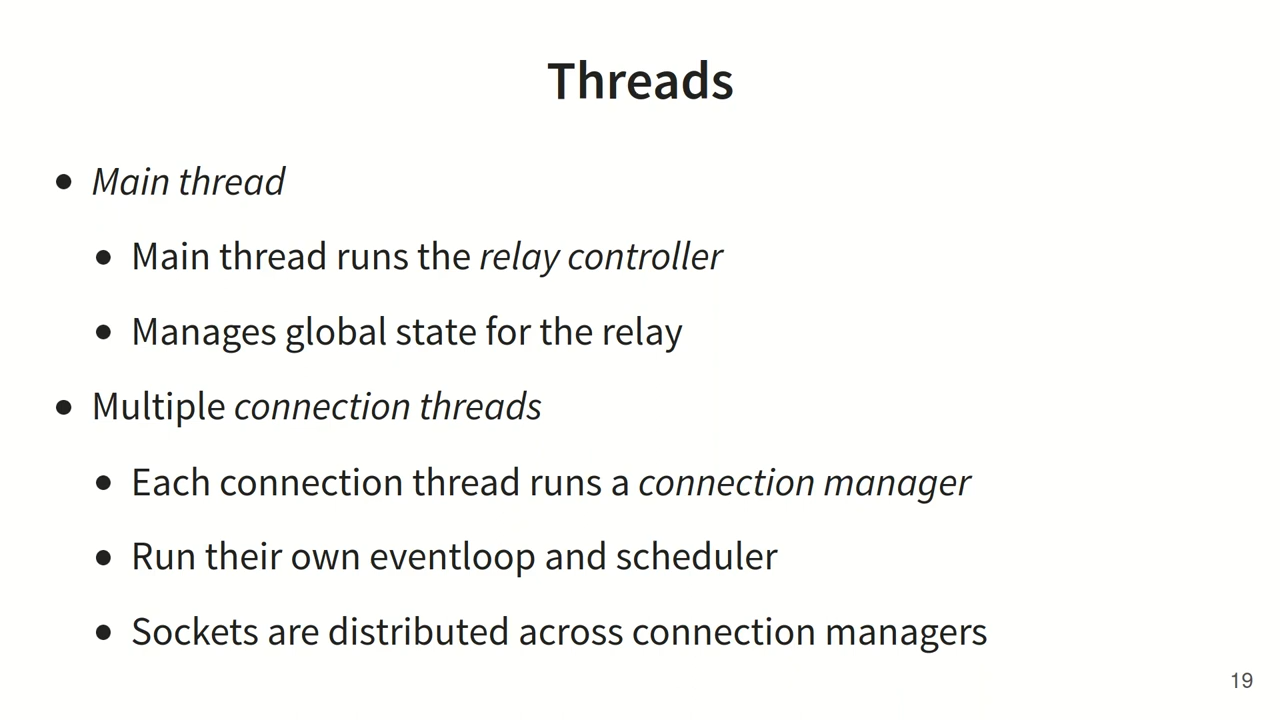 Threads
• Main thread
• Main thread runs the relay controller
• Manages global state for the relay
• Multiple connection threads
• Each connection thread runs a connection manager
• Run their own eventloop and scheduler
• Sockets are distributed across connection managers
19